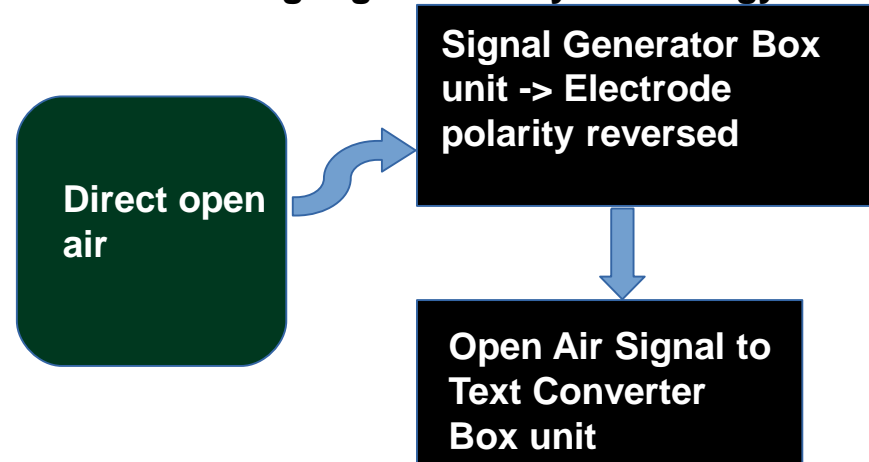 Signal Generator Box
unit -> Electrode
polarity reversed
Direct open
air
Open Air Signal to
Text Converter
Box unit